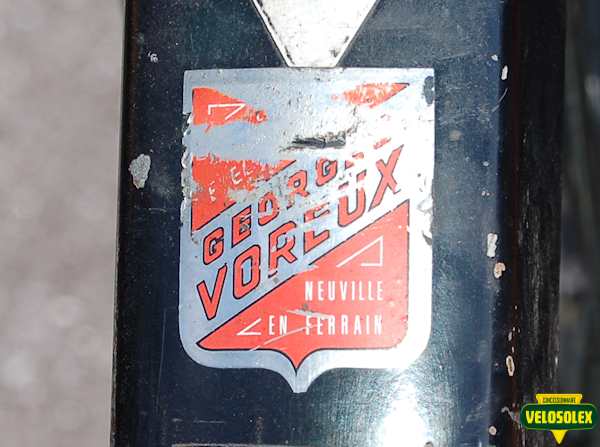 GEORGES
VOREUX
NEUVILLE
EN FERRAIN
CONCESSIONNAIRE
VELOSOLEX